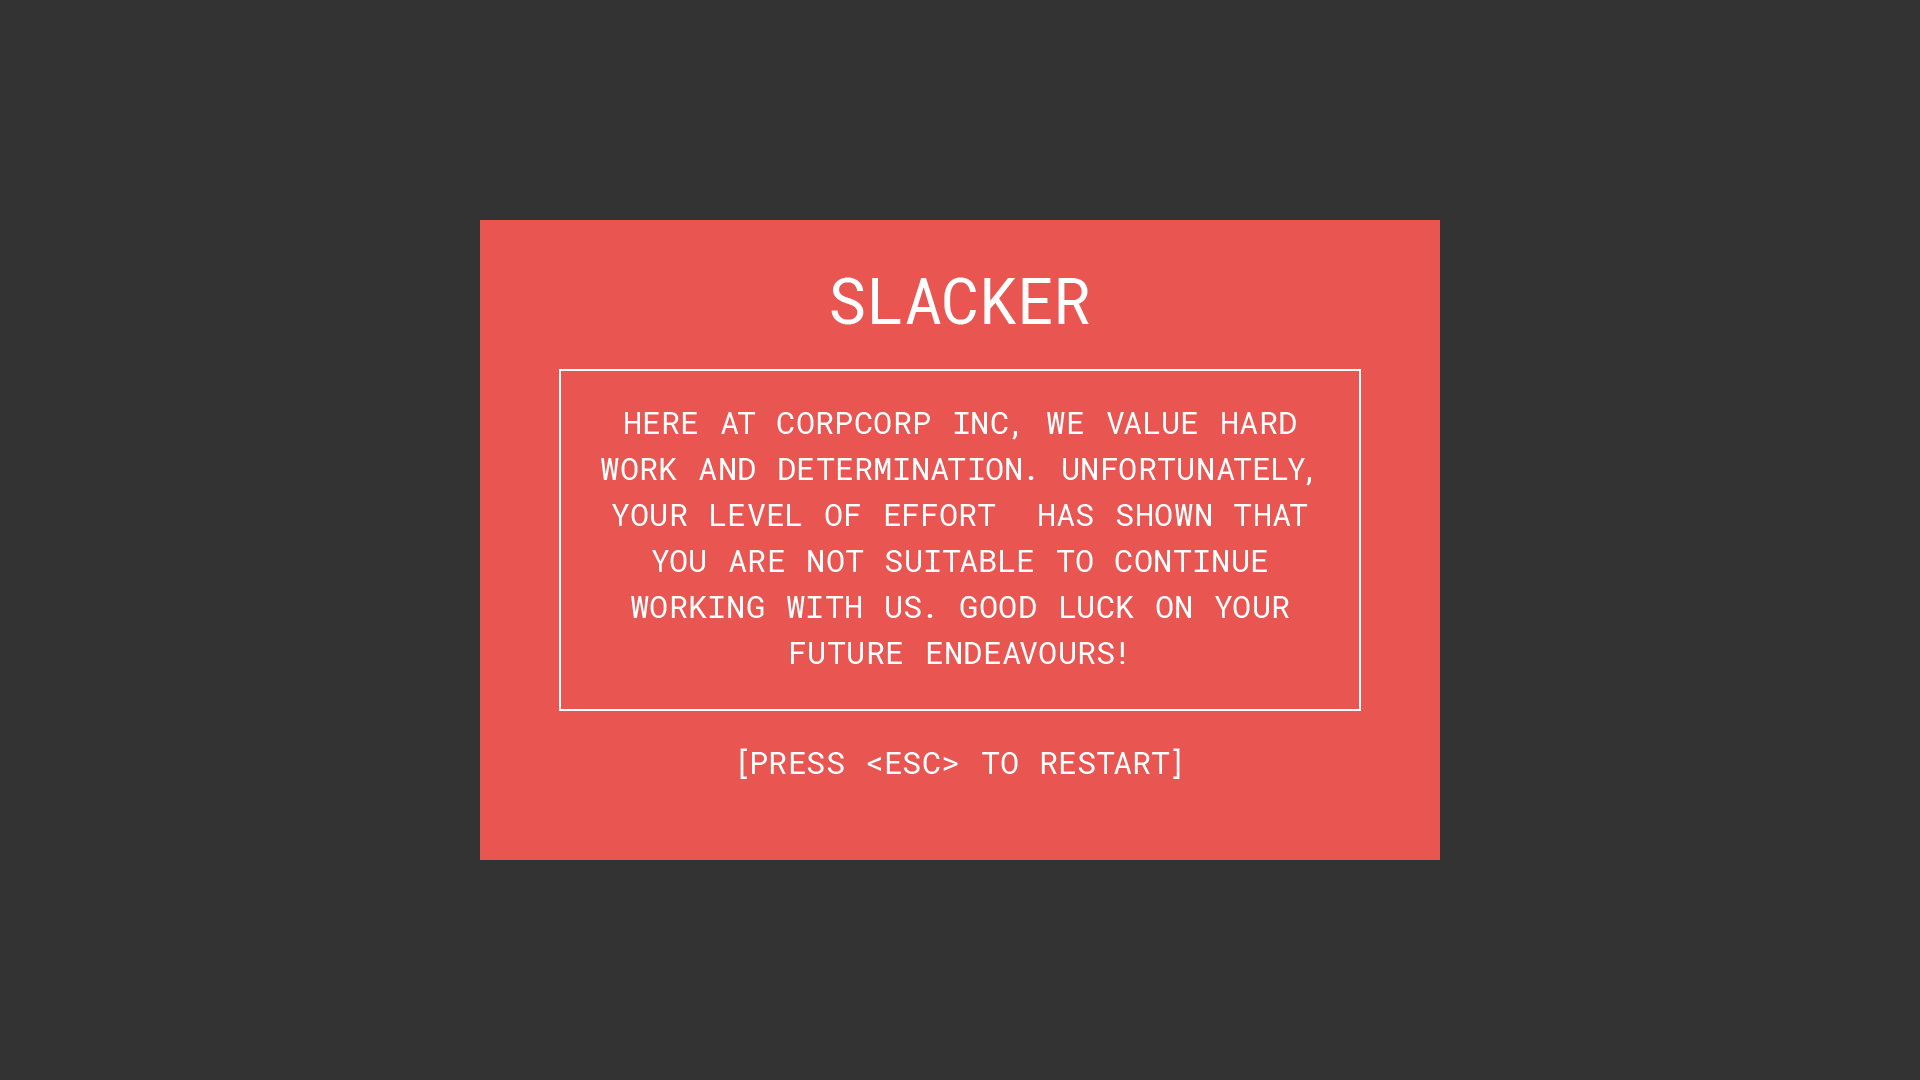 SLACKER
HERE AT CORPCORP INC, WE VALUE HARD
WORK AND DETERMINATION. UNFORTUNATELY,
YOUR LEVEL OF EFFORT  HAS SHOWN THAT
YOU ARE NOT SUITABLE TO CONTINUE
WORKING WITH US. GOOD LUCK ON YOUR
FUTURE ENDEAVOURS!
[PRESS <ESC> TO RESTART]